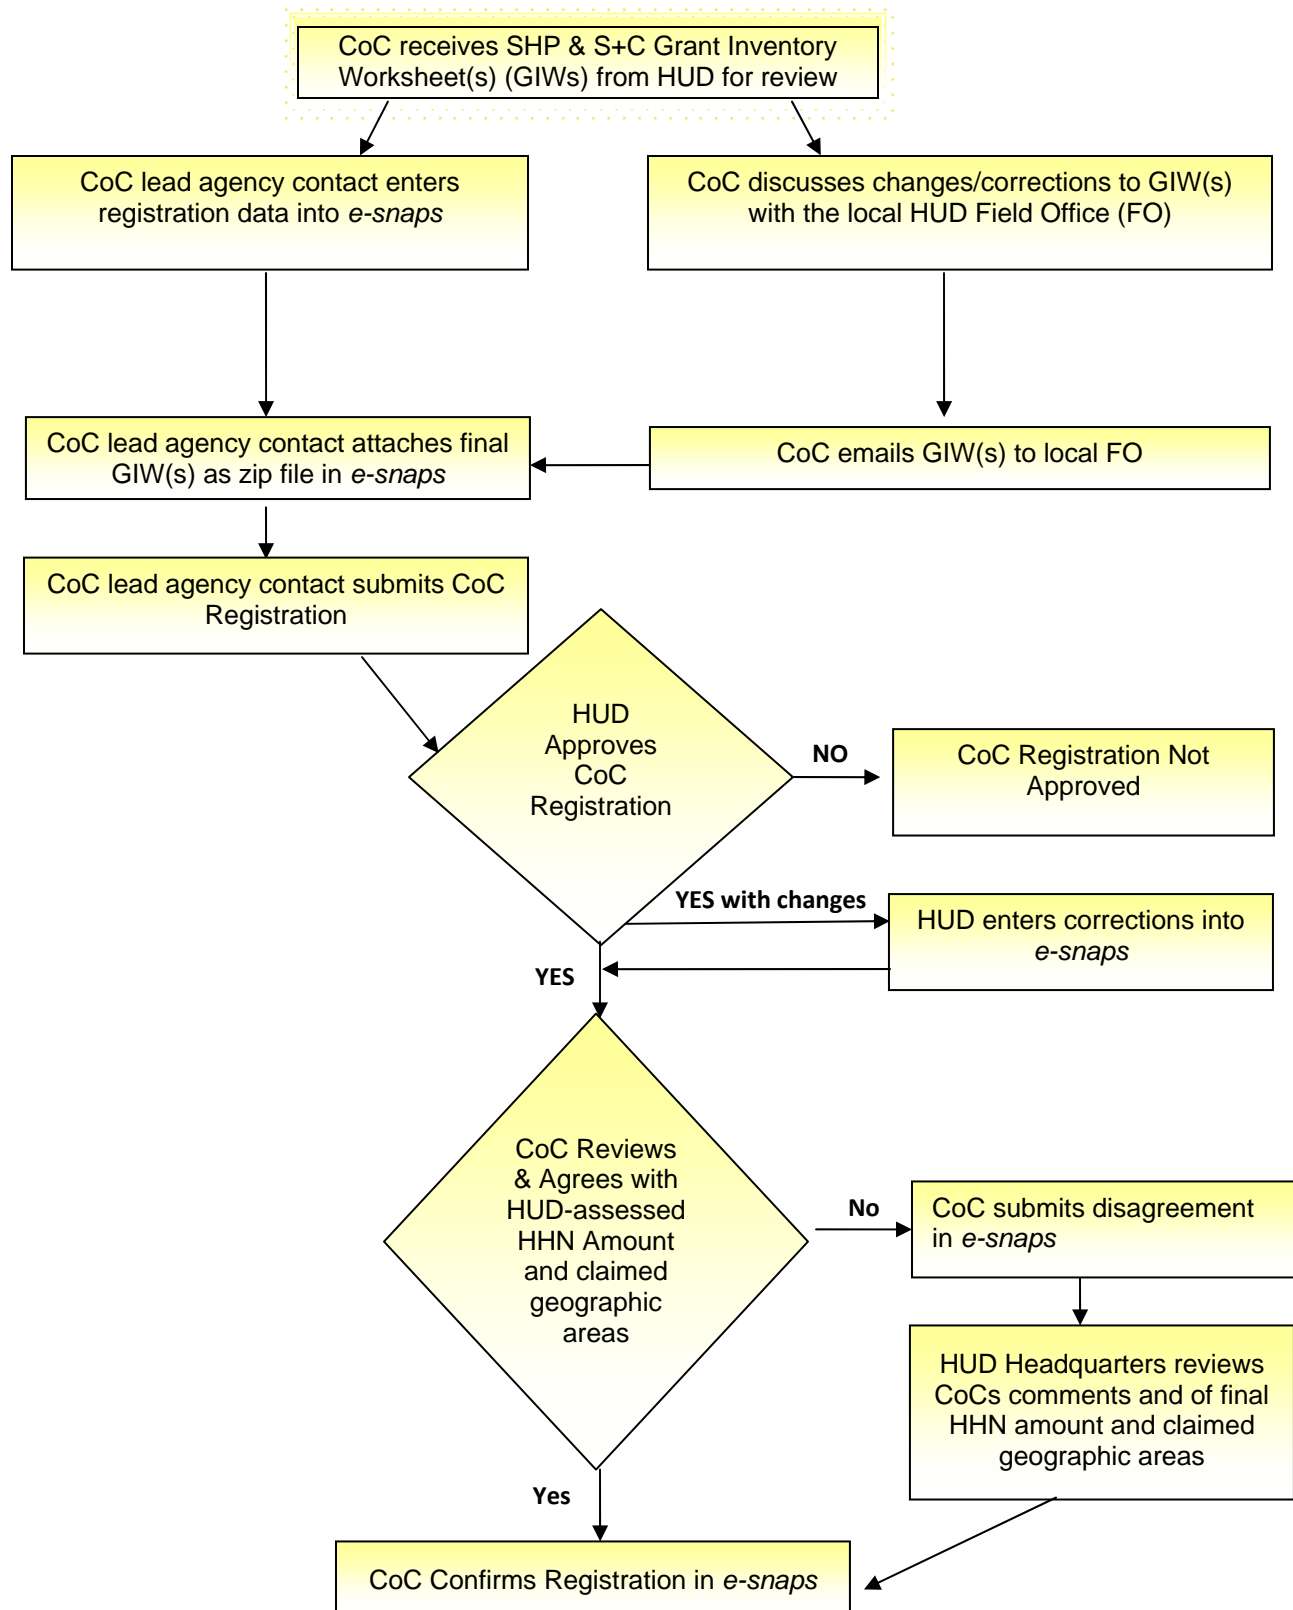 CoC receives SHP & S+C Grant Inventory
Worksheet(s) (GIWs) from HUD for review
CoC lead agency contact enters
registration data into e-snaps
CoC discusses changes/corrections to GIW(s)
with the local HUD Field Office (FO)
CoC lead agency contact attaches final
GIW(s) as zip file in e-snaps
CoC emails GIW(s) to local FO
CoC lead agency contact submits CoC
Registration
HUD
Approves
CoC
Registration
NO
CoC Registration Not
Approved
YES with changes
HUD enters corrections into
e-snaps
YES
CoC Reviews
& Agrees with
HUD-assessed
HHN Amount
and claimed
geographic
areas
No
CoC submits disagreement
in e-snaps
HUD Headquarters reviews
CoCs comments and of final
HHN amount and claimed
geographic areas
Yes
CoC Confirms Registration in e-snaps